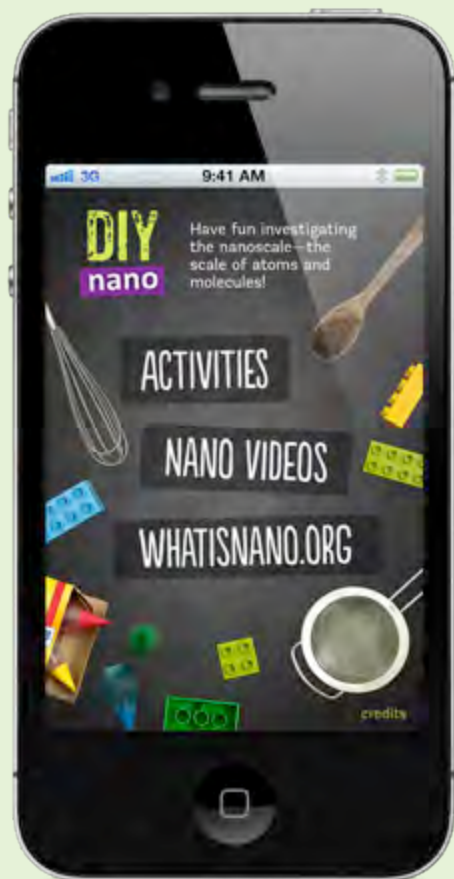 3G 9:41 AM
DIY
nano
Have fun investigating
the nanoscale—the
scale of atoms and
molecules!
ACTIVITIES
NANO VIDEOS
WHATISNANO.ORG
credits